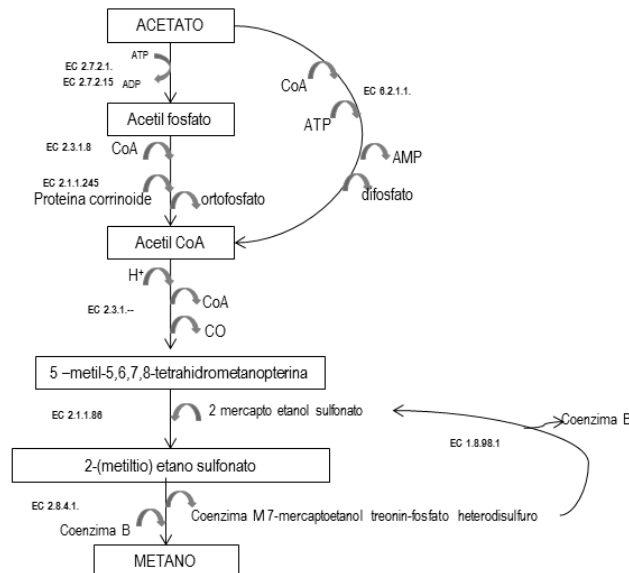 ACETATO
ATP
EC 2.7.2.1.
EC 2.7.2.15 ADP
CoA
EC 6.2.1.1.
Acetil fosfato
ATP
EC 2.3.1.8 CoA
AMP
EC 2.1.1.245
Proteína corrinoide
ortofosfato
difosfato
Acetil CoA
H+
CoA
EC 2.3.1.--
CO
5 –metil-5,6,7,8-tetrahidrometanopterina
EC 2.1.1.86
2 mercapto etanol sulfonato
Coenzima B
EC 1.8.98.1
2-(metiltio) etano sulfonato
EC 2.8.4.1.
Coenzima M 7-mercaptoetanol treonin-fosfato heterodisulfuro
Coenzima B
METANO